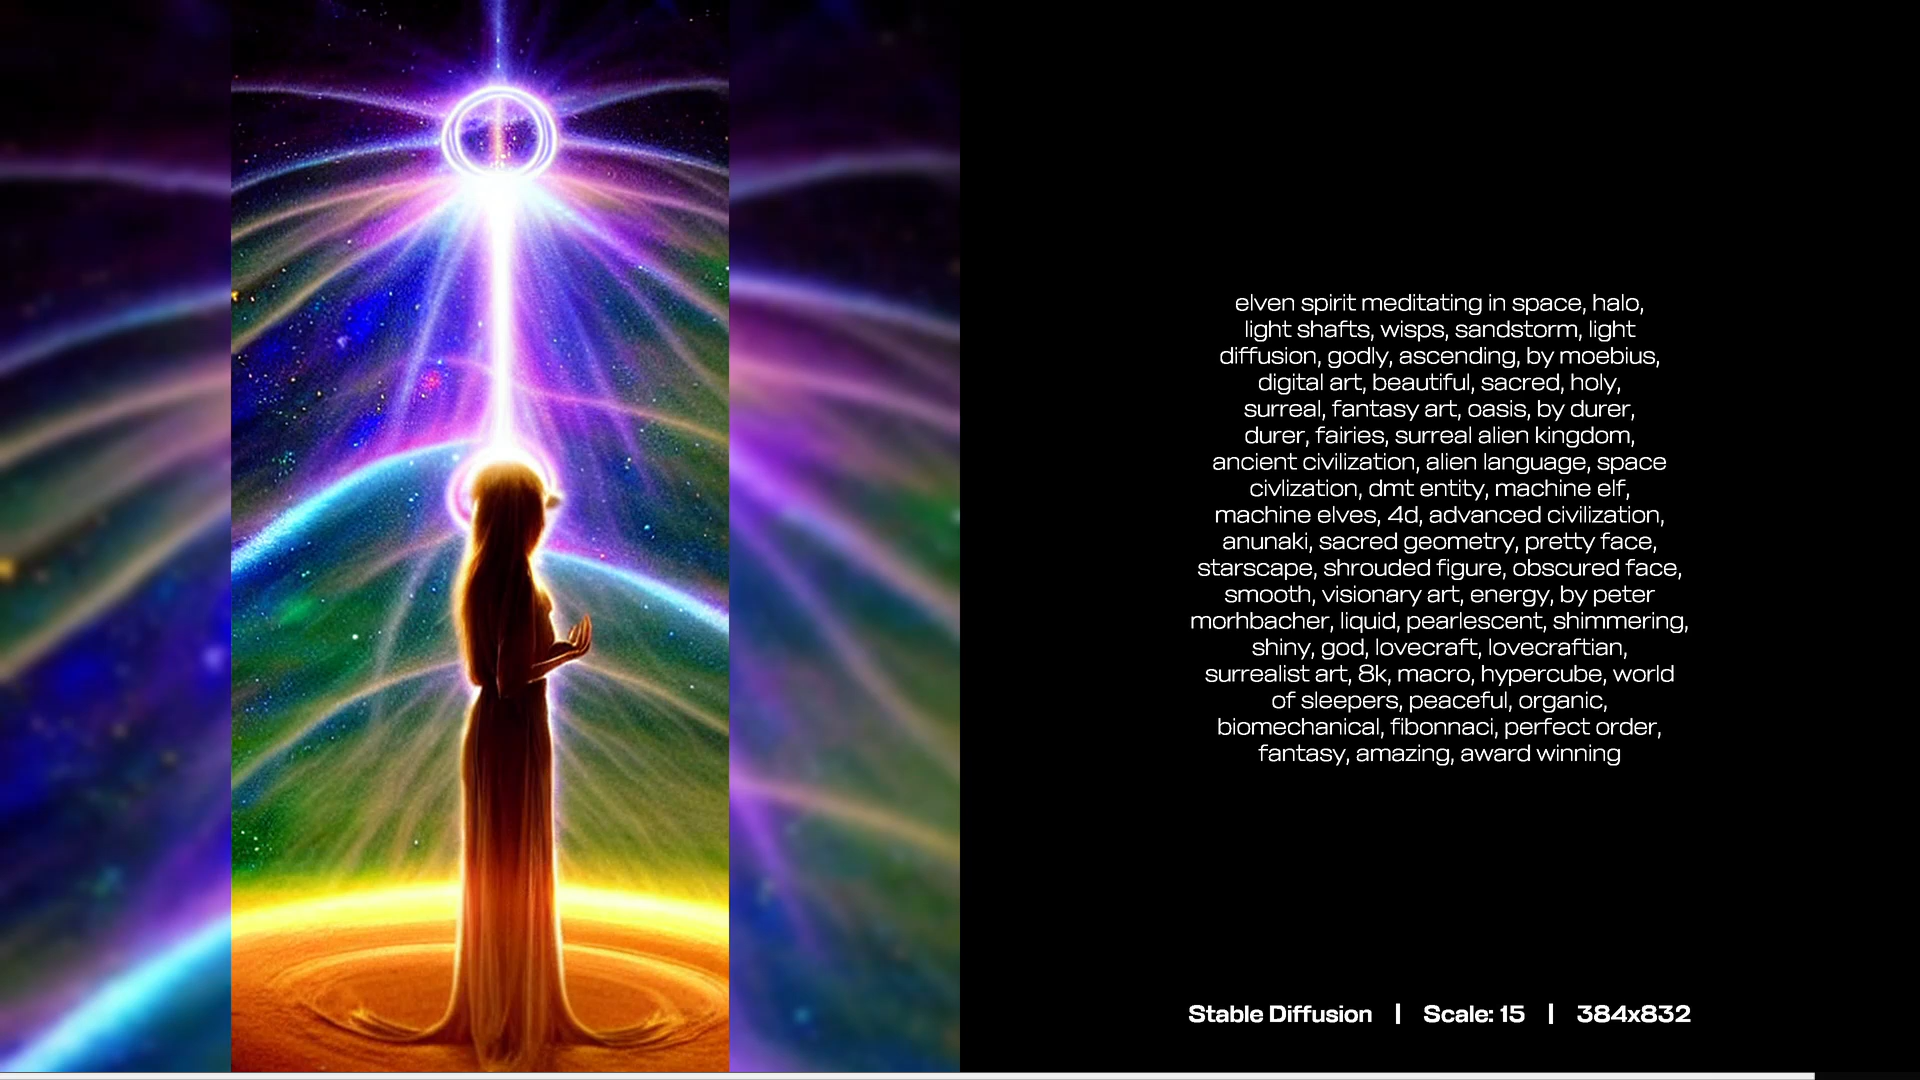 elven spirit meditating in space, halo,
light shafts, wisps, sandstorm, light
diffusion, godly, ascending, by moebius,
digital art, beautiful, sacred, holy,
surreal, fantasy art, oasis, by durer,
durer, fairies, surreal alien kingdom,
ancient civilization, alien language, space
civlization, dmt entity, machine elf,
machine elves, 4d, advanced civilization,
anunaki, sacred geometry, pretty face,
starscape, shrouded figure, obscured face,
smooth, visionary art, energy, by peter
morhbacher, liquid, pearlescent, shimmering,
shiny, god, lovecraft, lovecraftian,
surrealist art, 8k, macro, hypercube, world
of sleepers, peaceful, organic,
biomechanical, fibonnaci, perfect order,
fantasy, amazing, award winning
Stable Diffusion | Scale: 15 | 384x832